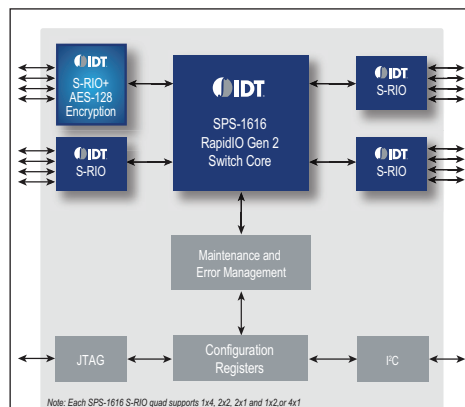 IDT
S-RIO+
AES-128
Encryption
IDT
SPS-1616
RapidIO Gen 2
Switch Core
IDT
S-RIO
IDT
S-RIO
IDT
S-RIO
Maintenance and
Error Management
JTAG
Configuration
Registers
I²C
Note: Each SPS-1616 S-RIO quad supports 1x4, 2x2, 2x1 and 1x2,or 4x1